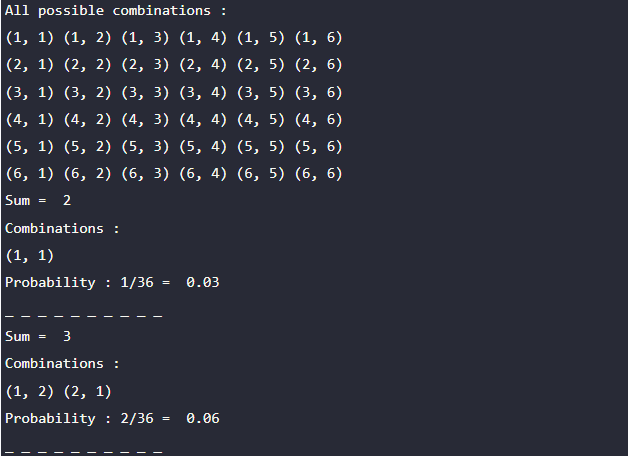 All possible combinations :
(1, 1) (1, 2) (1, 3) (1, 4) (1, 5) (1, 6)
(2, 1) (2, 2) (2, 3) (2, 4) (2, 5) (2, 6)
(3, 1) (3, 2) (3, 3) (3, 4) (3, 5) (3, 6)
(4, 1) (4, 2) (4, 3) (4, 4) (4, 5) (4, 6)
(5, 1) (5, 2) (5, 3) (5, 4) (5, 5) (5, 6)
(6, 1) (6, 2) (6, 3) (6, 4) (6, 5) (6, 6)
Sum =  2
Combinations :
(1, 1)
Probability : 1/36 =  0.03
_ _ _ _ _ _ _ _ _ _
Sum =  3
Combinations :
(1, 2) (2, 1)
Probability : 2/36 =  0.06
_ _ _ _ _ _ _ _ _ _